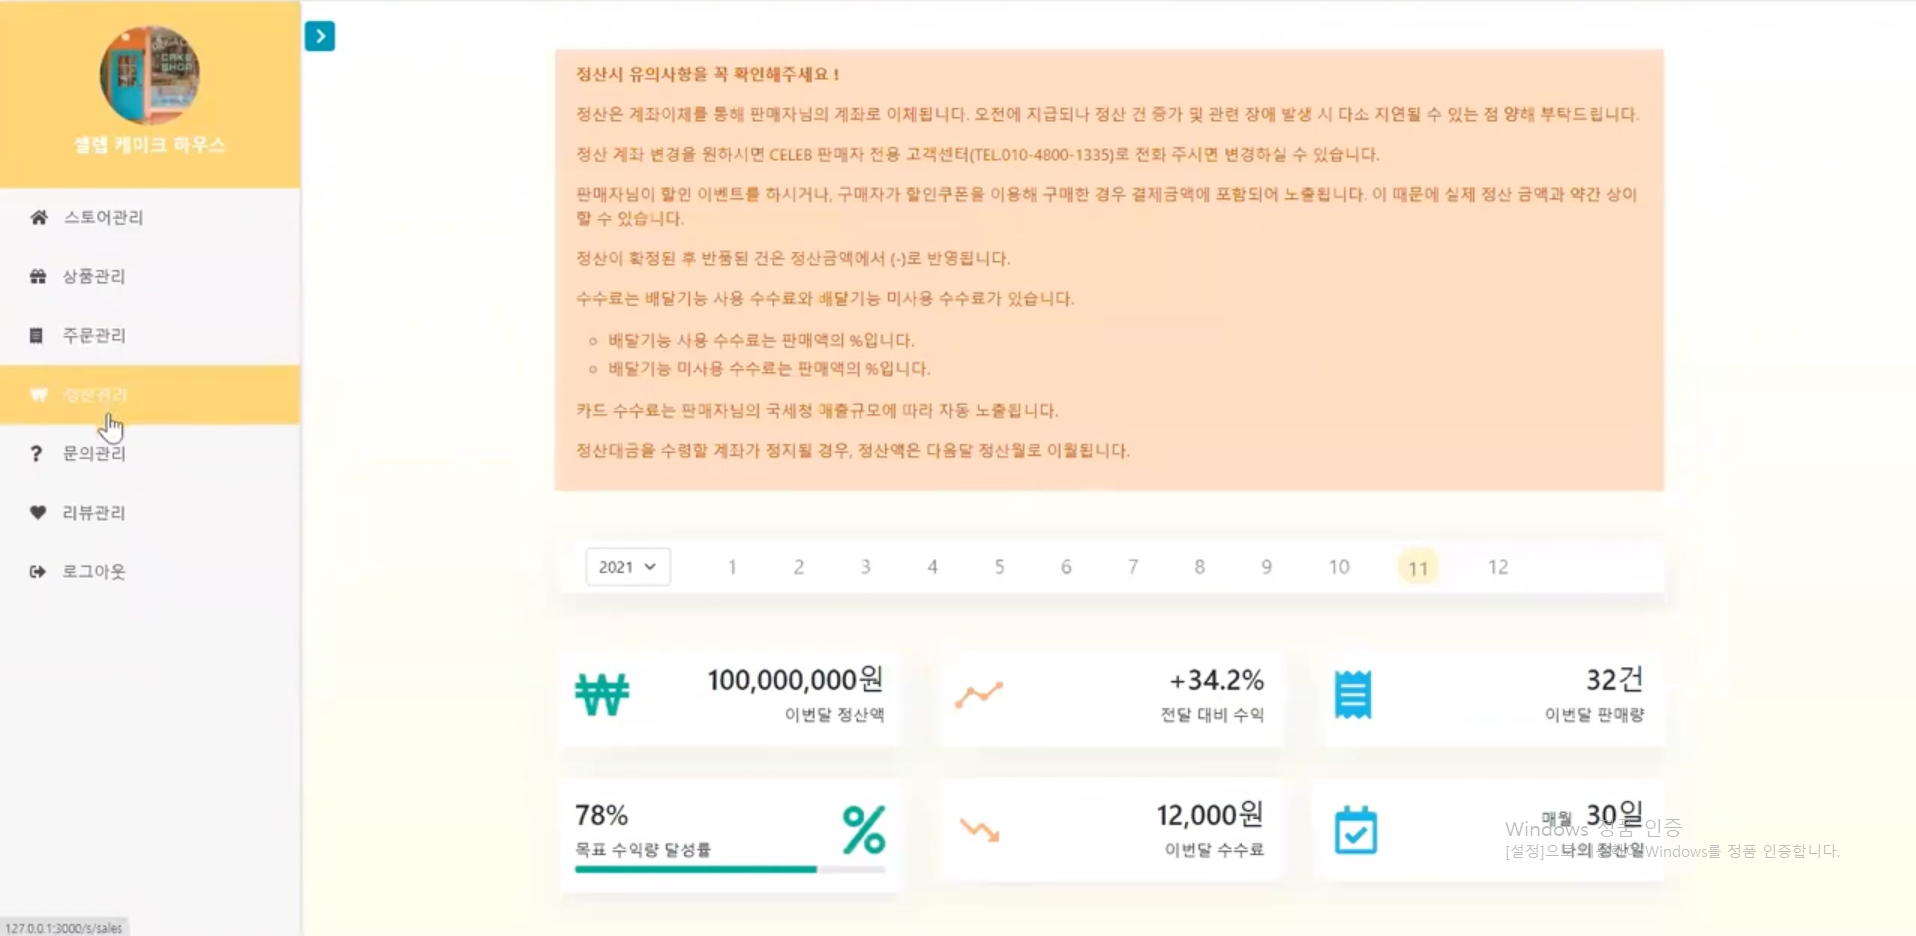 CAKE
SHOP
셀렙 케이크 하우스
스토어관리
상품관리
주문관리
정산관리
문의관리
리뷰관리
로그아웃
정산시 유의사항을 꼭 확인해주세요 !
정산은 계좌이체를 통해 판매자님의 계좌로 이체됩니다. 오전에 지급되나 정산 건 증가 및 관련 장애 발생 시 다소 지연될 수 있는 점 양해 부탁드립니다.
정산 계좌 변경을 원하시면 CELEB 판매자 전용 고객센터(TEL.010-4800-1335)로 전화 주시면 변경하실 수 있습니다.
판매자님이 할인 이벤트를 하시거나, 구매자가 할인쿠폰을 이용해 구매한 경우 결제금액에 포함되어 노출됩니다. 이 때문에 실제 정산 금액과 약간 상이
할 수 있습니다.
정산이 확정된 후 반품된 건은 정산금액에서 (-)로 반영됩니다.
수수료는 배달기능 사용 수수료와 배달기능 미사용 수수료가 있습니다.
배달기능 사용 수수료는 판매액의 %입니다.
배달기능 미사용 수수료는 판매액의 %입니다.
카드 수수료는 판매자님의 국세청 매출규모에 따라 자동 노출됩니다.
정산대금을 수령할 계좌가 정지될 경우, 정산액은 다음달 정산월로 이월됩니다.
2021 1 2 3 4 5 6 7 8 9 10 11 12
100,000,000원
이번달 정산액
+34.2%
전달 대비 수익
32건
이번달 판매량
78%
목표 수익량 달성률
12,000원
이번달 수수료
매월 30일
나의 정산일
Windows 정품 인증
[설정]으로 Windows를 정품 인증합니다.
127.0.0.1:3000/s/sales